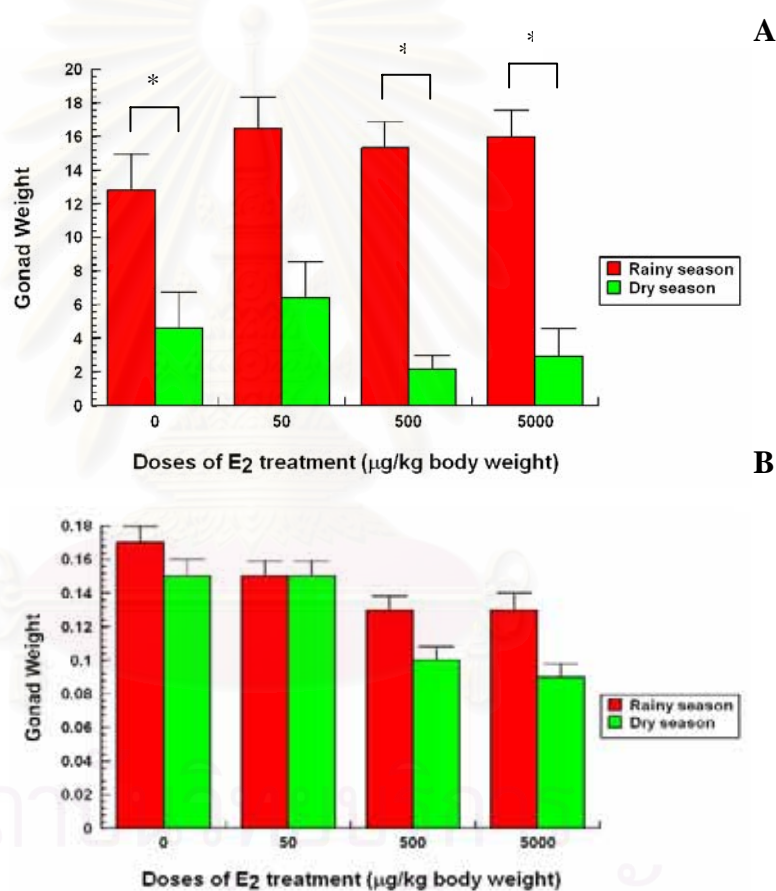 A
*
*
*
20
18
16
14
12
10
8
6
4
2
0
Gonad Weight
Rainy season
Dry season
0 50 500 5000
Doses of E2 treatment (μg/kg body weight)
B
0.18
0.16
0.14
0.12
0.1
0.08
0.06
0.04
0.02
0
Gonad Weight
Rainy season
Dry season
0 50 500 5000
Doses of E2 treatment (μg/kg body weight)